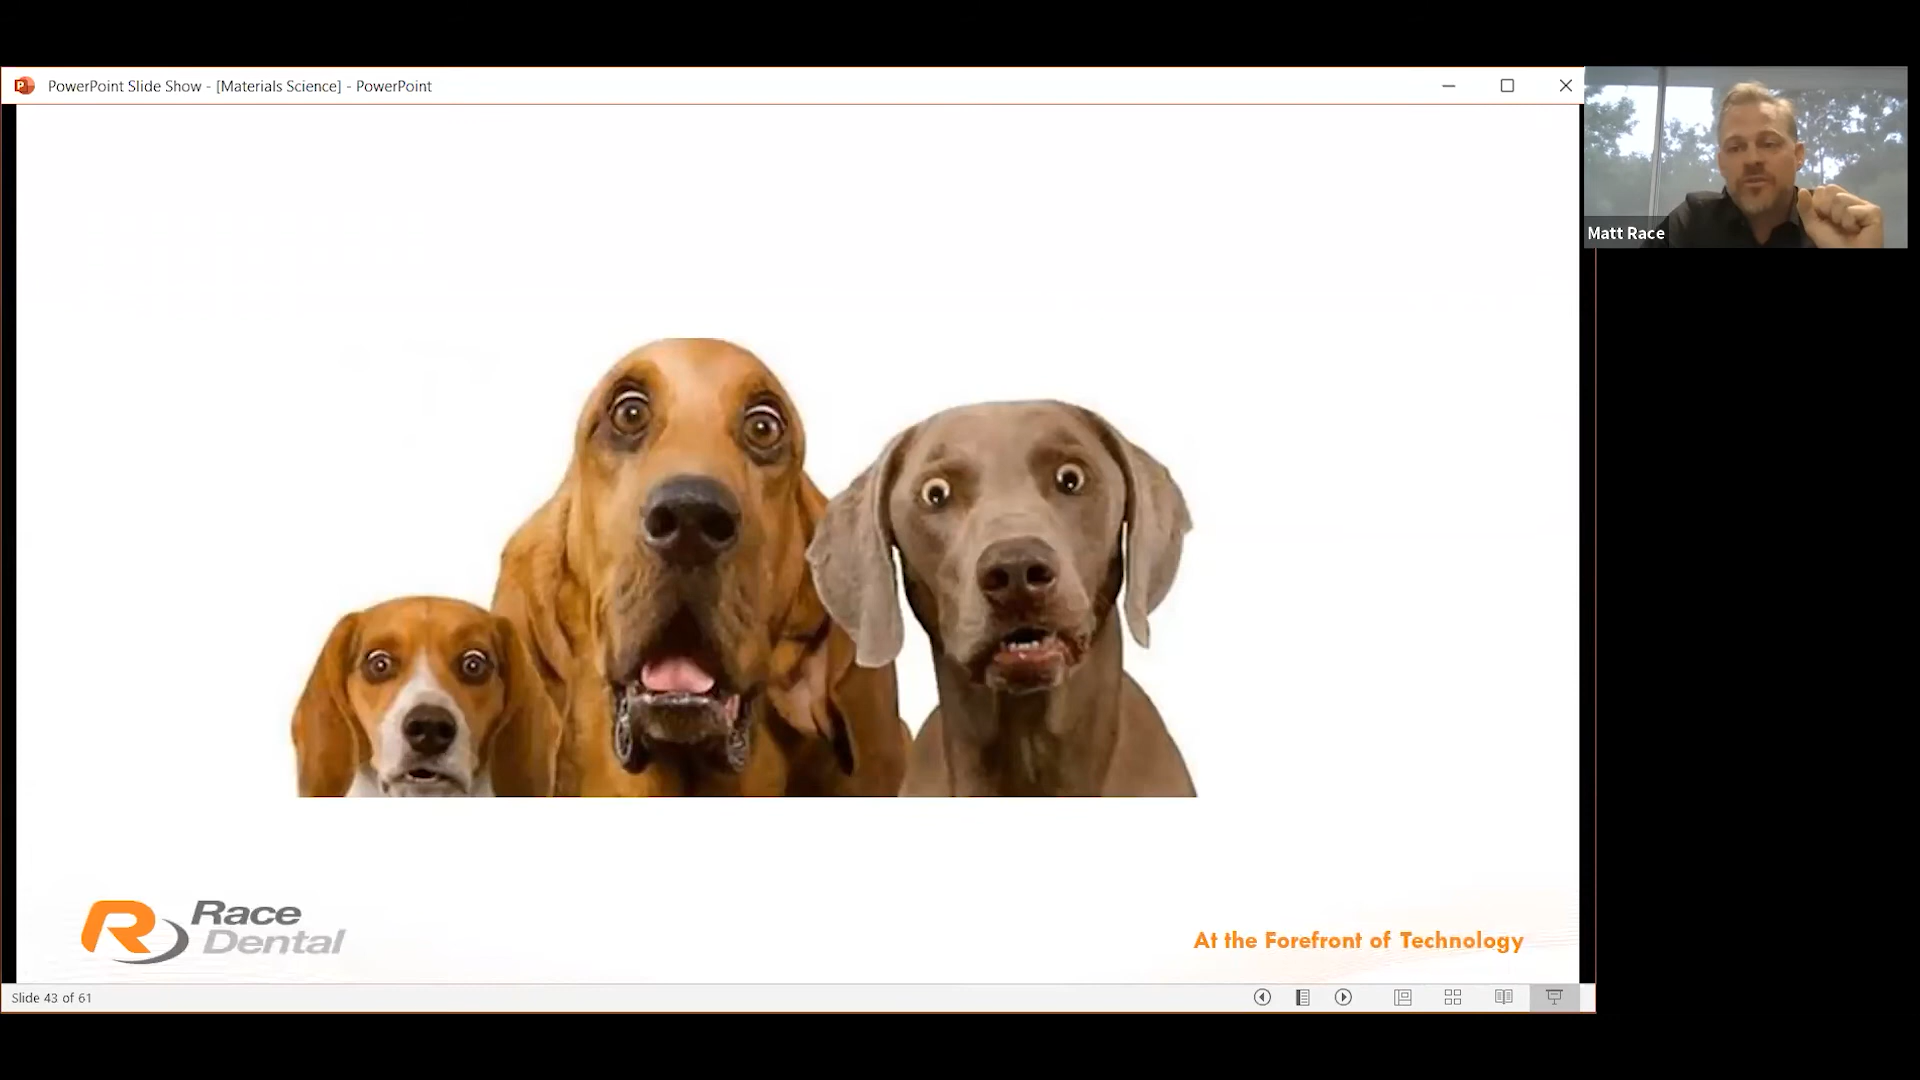 PowerPoint Slide Show - [Materials Science] - PowerPoint
Matt Race
Race
Dental
At the Forefront of Technology
Slide 43 of 61